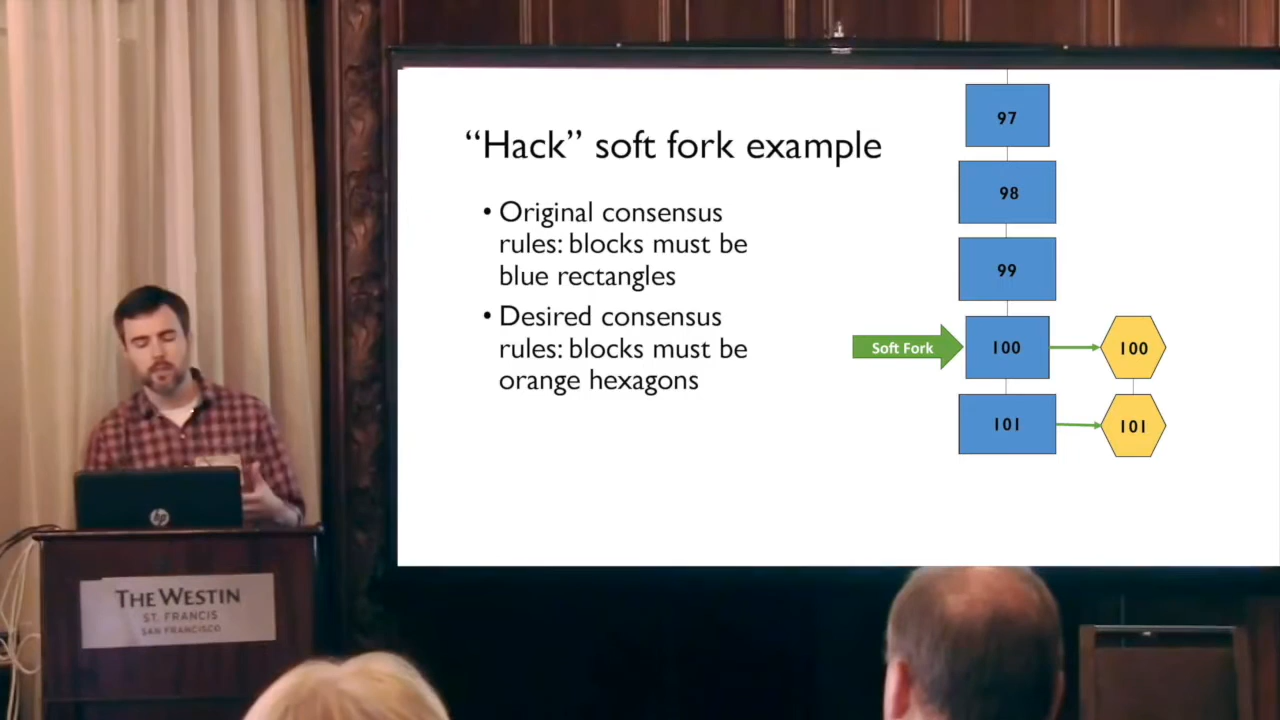 “Hack” soft fork example
• Original consensus
rules: blocks must be
blue rectangles
• Desired consensus
rules: blocks must be
orange hexagons
97
98
99
Soft Fork
100
100
101
101
hp
THE WESTIN
ST. FRANCIS
SAN FRANCISCO